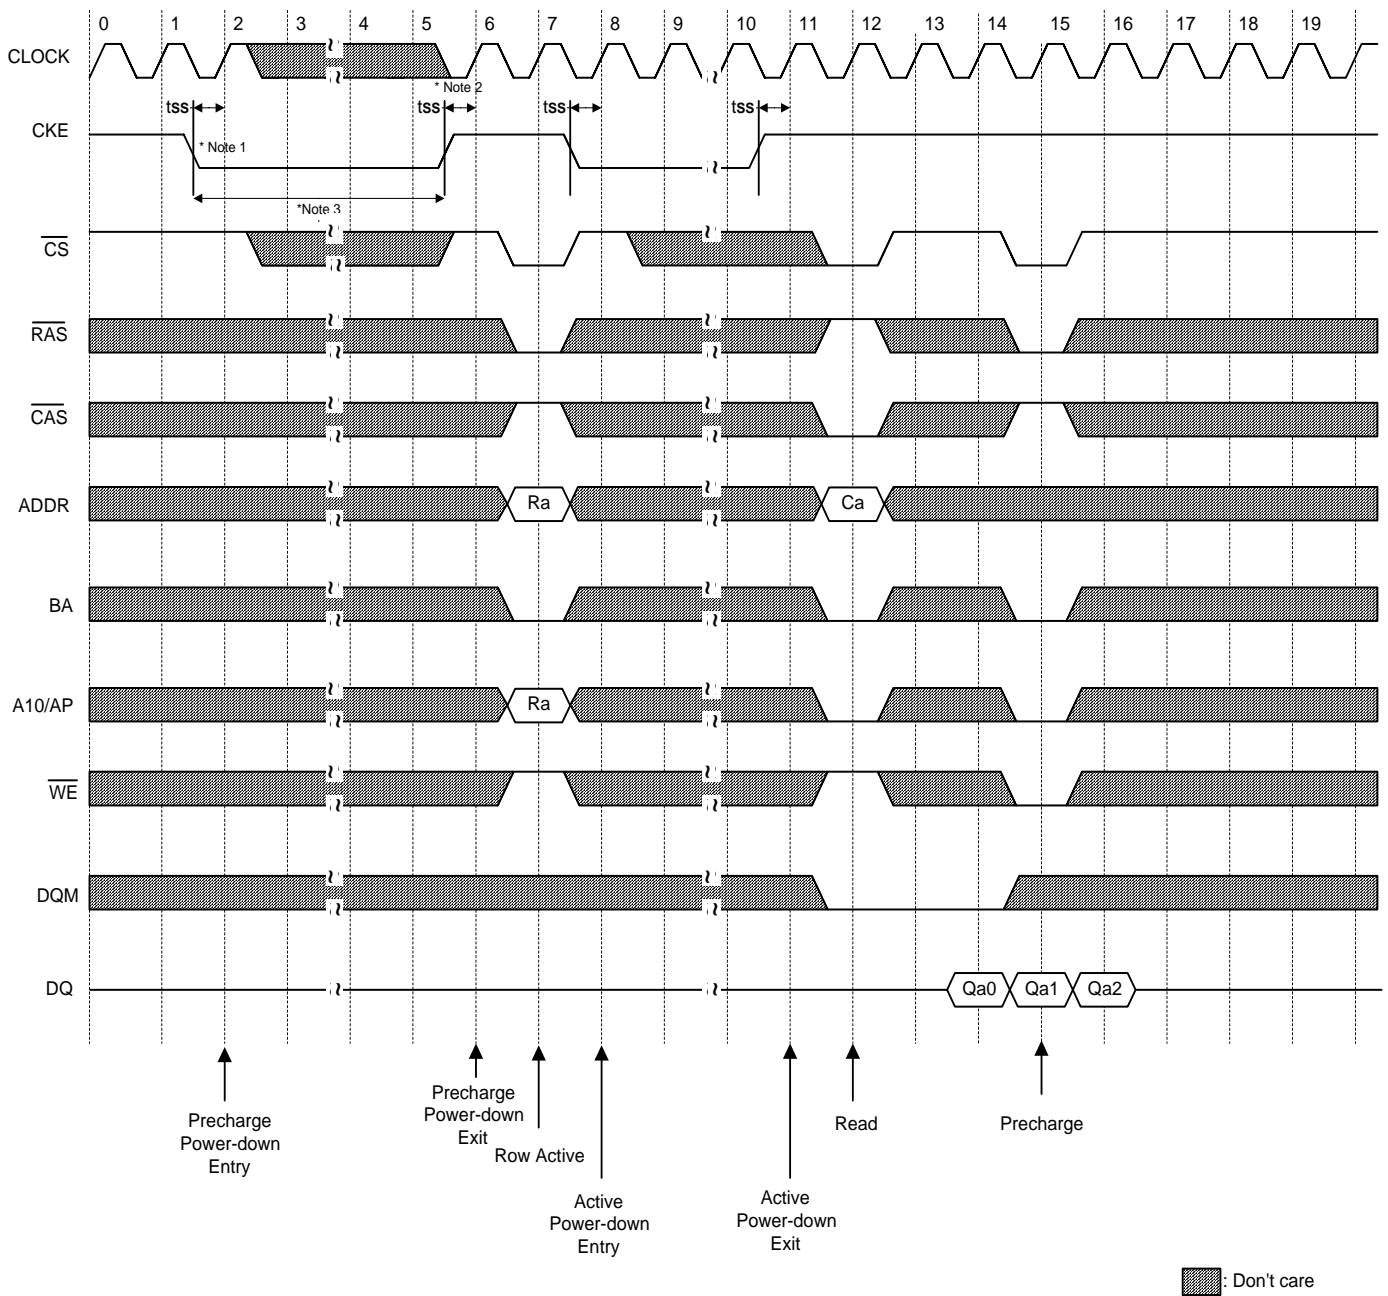 0 1 2 3 4 5 6 7 8 9 10 11 12 13 14 15 16 17 18 19
CLOCK
* Note 2
tss tss tss tss
CKE
* Note 1
*Note 3
CS
RAS
CAS
ADDR Ra Ca
BA
A10/AP Ra
WE
DQM
DQ Qa0 Qa1 Qa2
Precharge
Power-down
Entry
Precharge
Power-down
Exit
Row Active
Active
Power-down
Entry
Active
Power-down
Exit
Read
Precharge
: Don't care